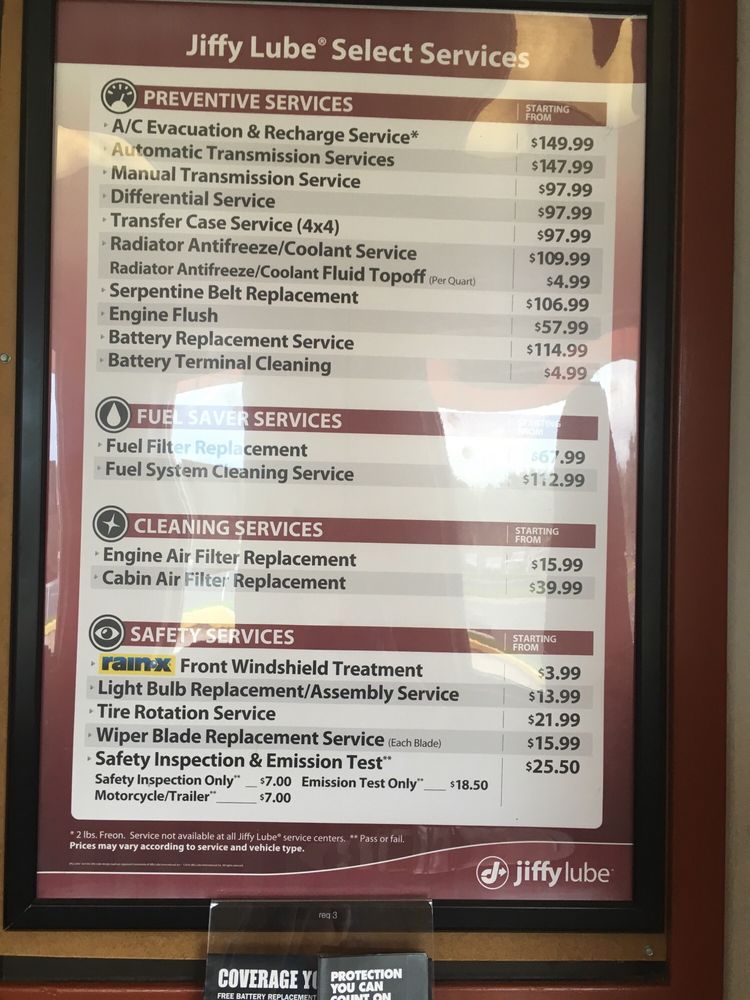 Jiffy Lube® Select Services
PREVENTIVE SERVICES STARTING FROM
A/C Evacuation & Recharge Service* $149.99
Automatic Transmission Services $147.99
Manual Transmission Service $97.99
Differential Service $97.99
Transfer Case Service (4x4) $97.99
Radiator Antifreeze/Coolant Service $109.99
Radiator Antifreeze/Coolant Fluid Topoff (Per Quart) $4.99
Serpentine Belt Replacement $106.99
Engine Flush $57.99
Battery Replacement Service $114.99
Battery Terminal Cleaning $4.99
FUEL SAVER SERVICES STARTING FROM
Fuel Filter Replacement $67.99
Fuel System Cleaning Service $112.99
CLEANING SERVICES STARTING FROM
Engine Air Filter Replacement $15.99
Cabin Air Filter Replacement $39.99
SAFETY SERVICES STARTING FROM
rain-x Front Windshield Treatment $3.99
Light Bulb Replacement/Assembly Service $13.99
Tire Rotation Service $21.99
Wiper Blade Replacement Service (Each Blade) $15.99
Safety Inspection & Emission Test** $25.50
Safety Inspection Only** __ $7.00 Emission Test Only** ___ $18.50
Motorcycle/Trailer** _____ $7.00
* 2 lbs. Freon. Service not available at all Jiffy Lube® service centers. ** Pass or fail.
Prices may vary according to service and vehicle type.
jiffy lube
req 3
COVERAGE
FREE BATTERY REPLACEMENT
PROTECTION
YOU CAN
COUNT ON